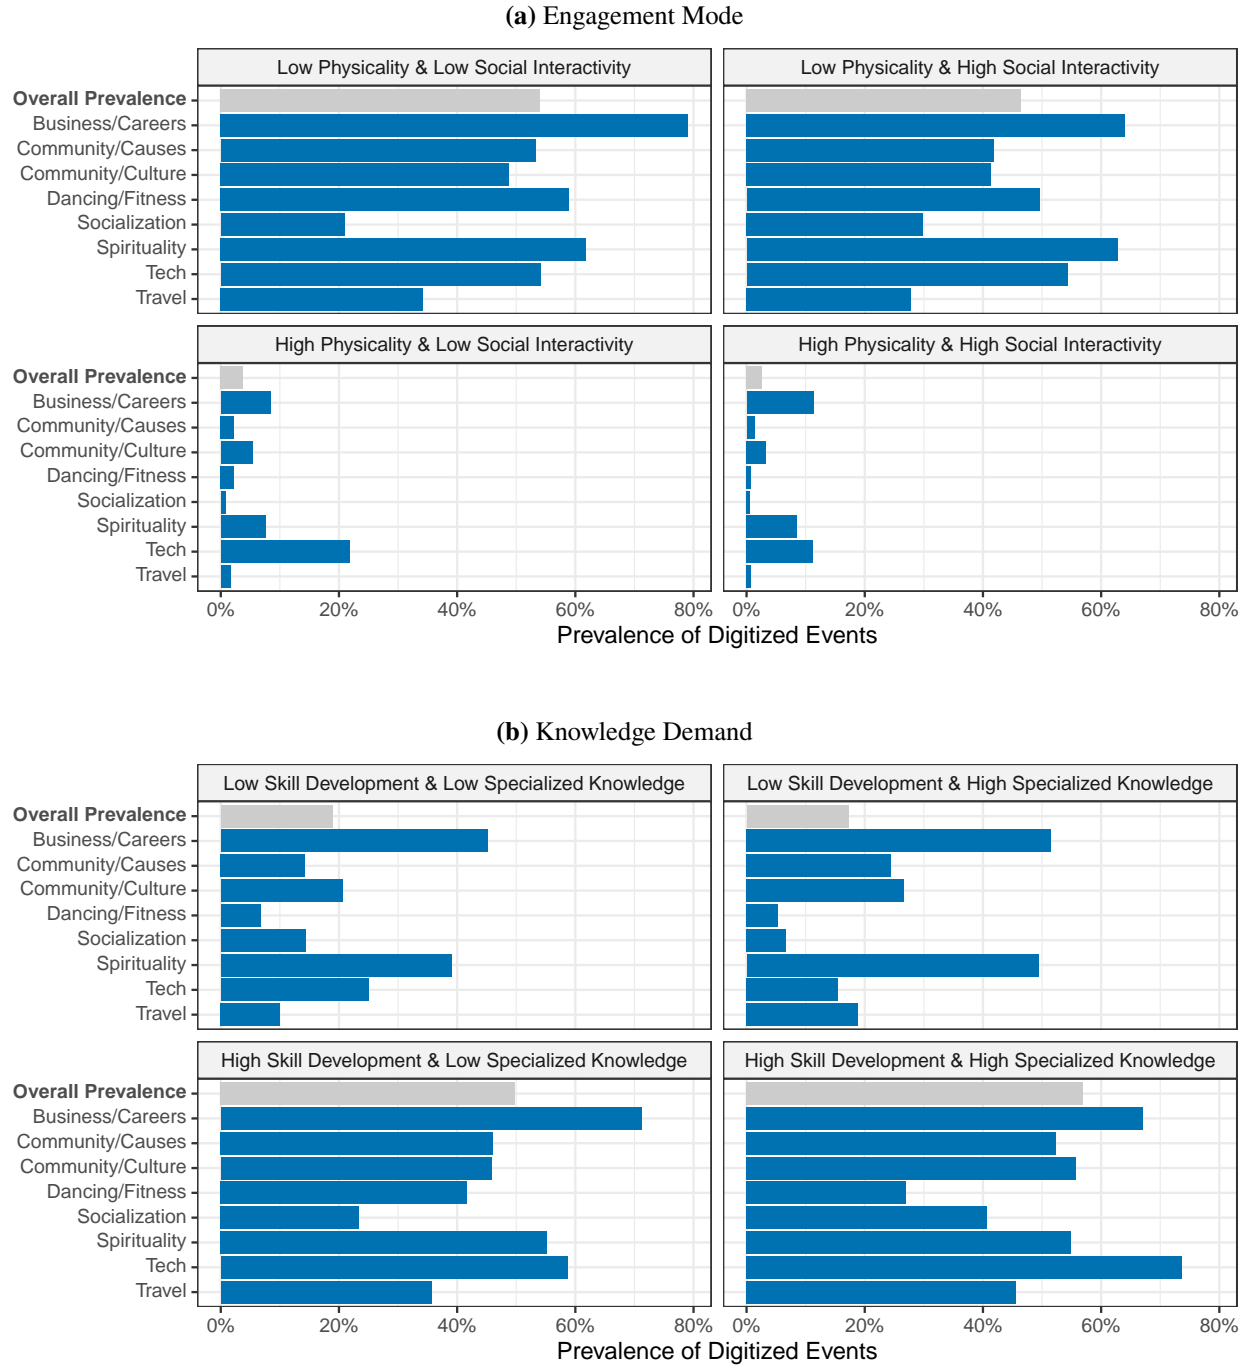 (a) Engagement Mode
Low Physicality & Low Social Interactivity
Low Physicality & High Social Interactivity
Overall Prevalence
Business/Careers
Community/Causes
Community/Culture
Dancing/Fitness
Socialization
Spirituality
Tech
Travel
High Physicality & Low Social Interactivity
High Physicality & High Social Interactivity
Overall Prevalence
Business/Careers
Community/Causes
Community/Culture
Dancing/Fitness
Socialization
Spirituality
Tech
Travel
0% 20% 40% 60% 80% 0% 20% 40% 60% 80%
Prevalence of Digitized Events
(b) Knowledge Demand
Low Skill Development & Low Specialized Knowledge
Low Skill Development & High Specialized Knowledge
Overall Prevalence
Business/Careers
Community/Causes
Community/Culture
Dancing/Fitness
Socialization
Spirituality
Tech
Travel
High Skill Development & Low Specialized Knowledge
High Skill Development & High Specialized Knowledge
Overall Prevalence
Business/Careers
Community/Causes
Community/Culture
Dancing/Fitness
Socialization
Spirituality
Tech
Travel
0% 20% 40% 60% 80% 0% 20% 40% 60% 80%
Prevalence of Digitized Events